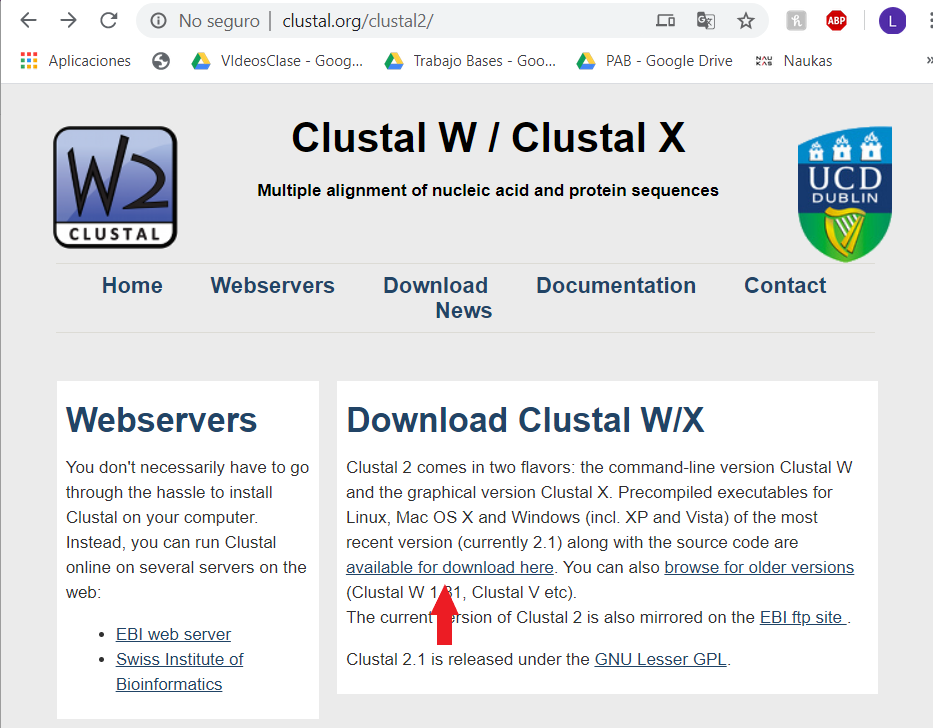 No seguro | clustal.org/clustal2/
ABP
L
Aplicaciones
VIdeosClase - Goog...
Trabajo Bases - Goo...
PAB - Google Drive
NAUKAS
Naukas
»
W2
CLUSTAL
Clustal W / Clustal X
Multiple alignment of nucleic acid and protein sequences
UCD
DUBLIN
Home Webservers Download Documentation Contact
News
Webservers
You don't necessarily have to go
through the hassle to install
Clustal on your computer.
Instead, you can run Clustal
online on several servers on the
web:
• EBI web server
• Swiss Institute of
Bioinformatics
Download Clustal W/X
Clustal 2 comes in two flavors: the command-line version Clustal W
and the graphical version Clustal X. Precompiled executables for
Linux, Mac OS X and Windows (incl. XP and Vista) of the most
recent version (currently 2.1) along with the source code are
available for download here. You can also browse for older versions
(Clustal W 1.81, Clustal V etc).
The current version of Clustal 2 is also mirrored on the EBI ftp site .
Clustal 2.1 is released under the GNU Lesser GPL.